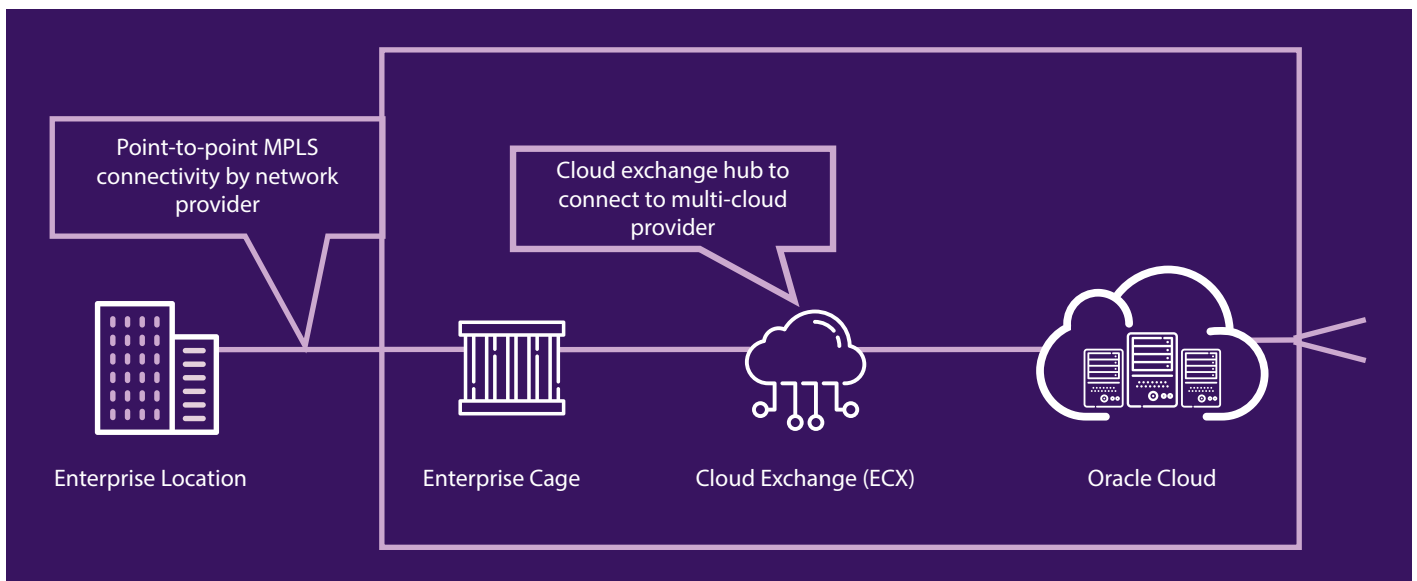 Point-to-point MPLS
connectivity by network
provider
Cloud exchange hub to
connect to multi-cloud
provider
Enterprise Location
Enterprise Cage
Cloud Exchange (ECX)
Oracle Cloud